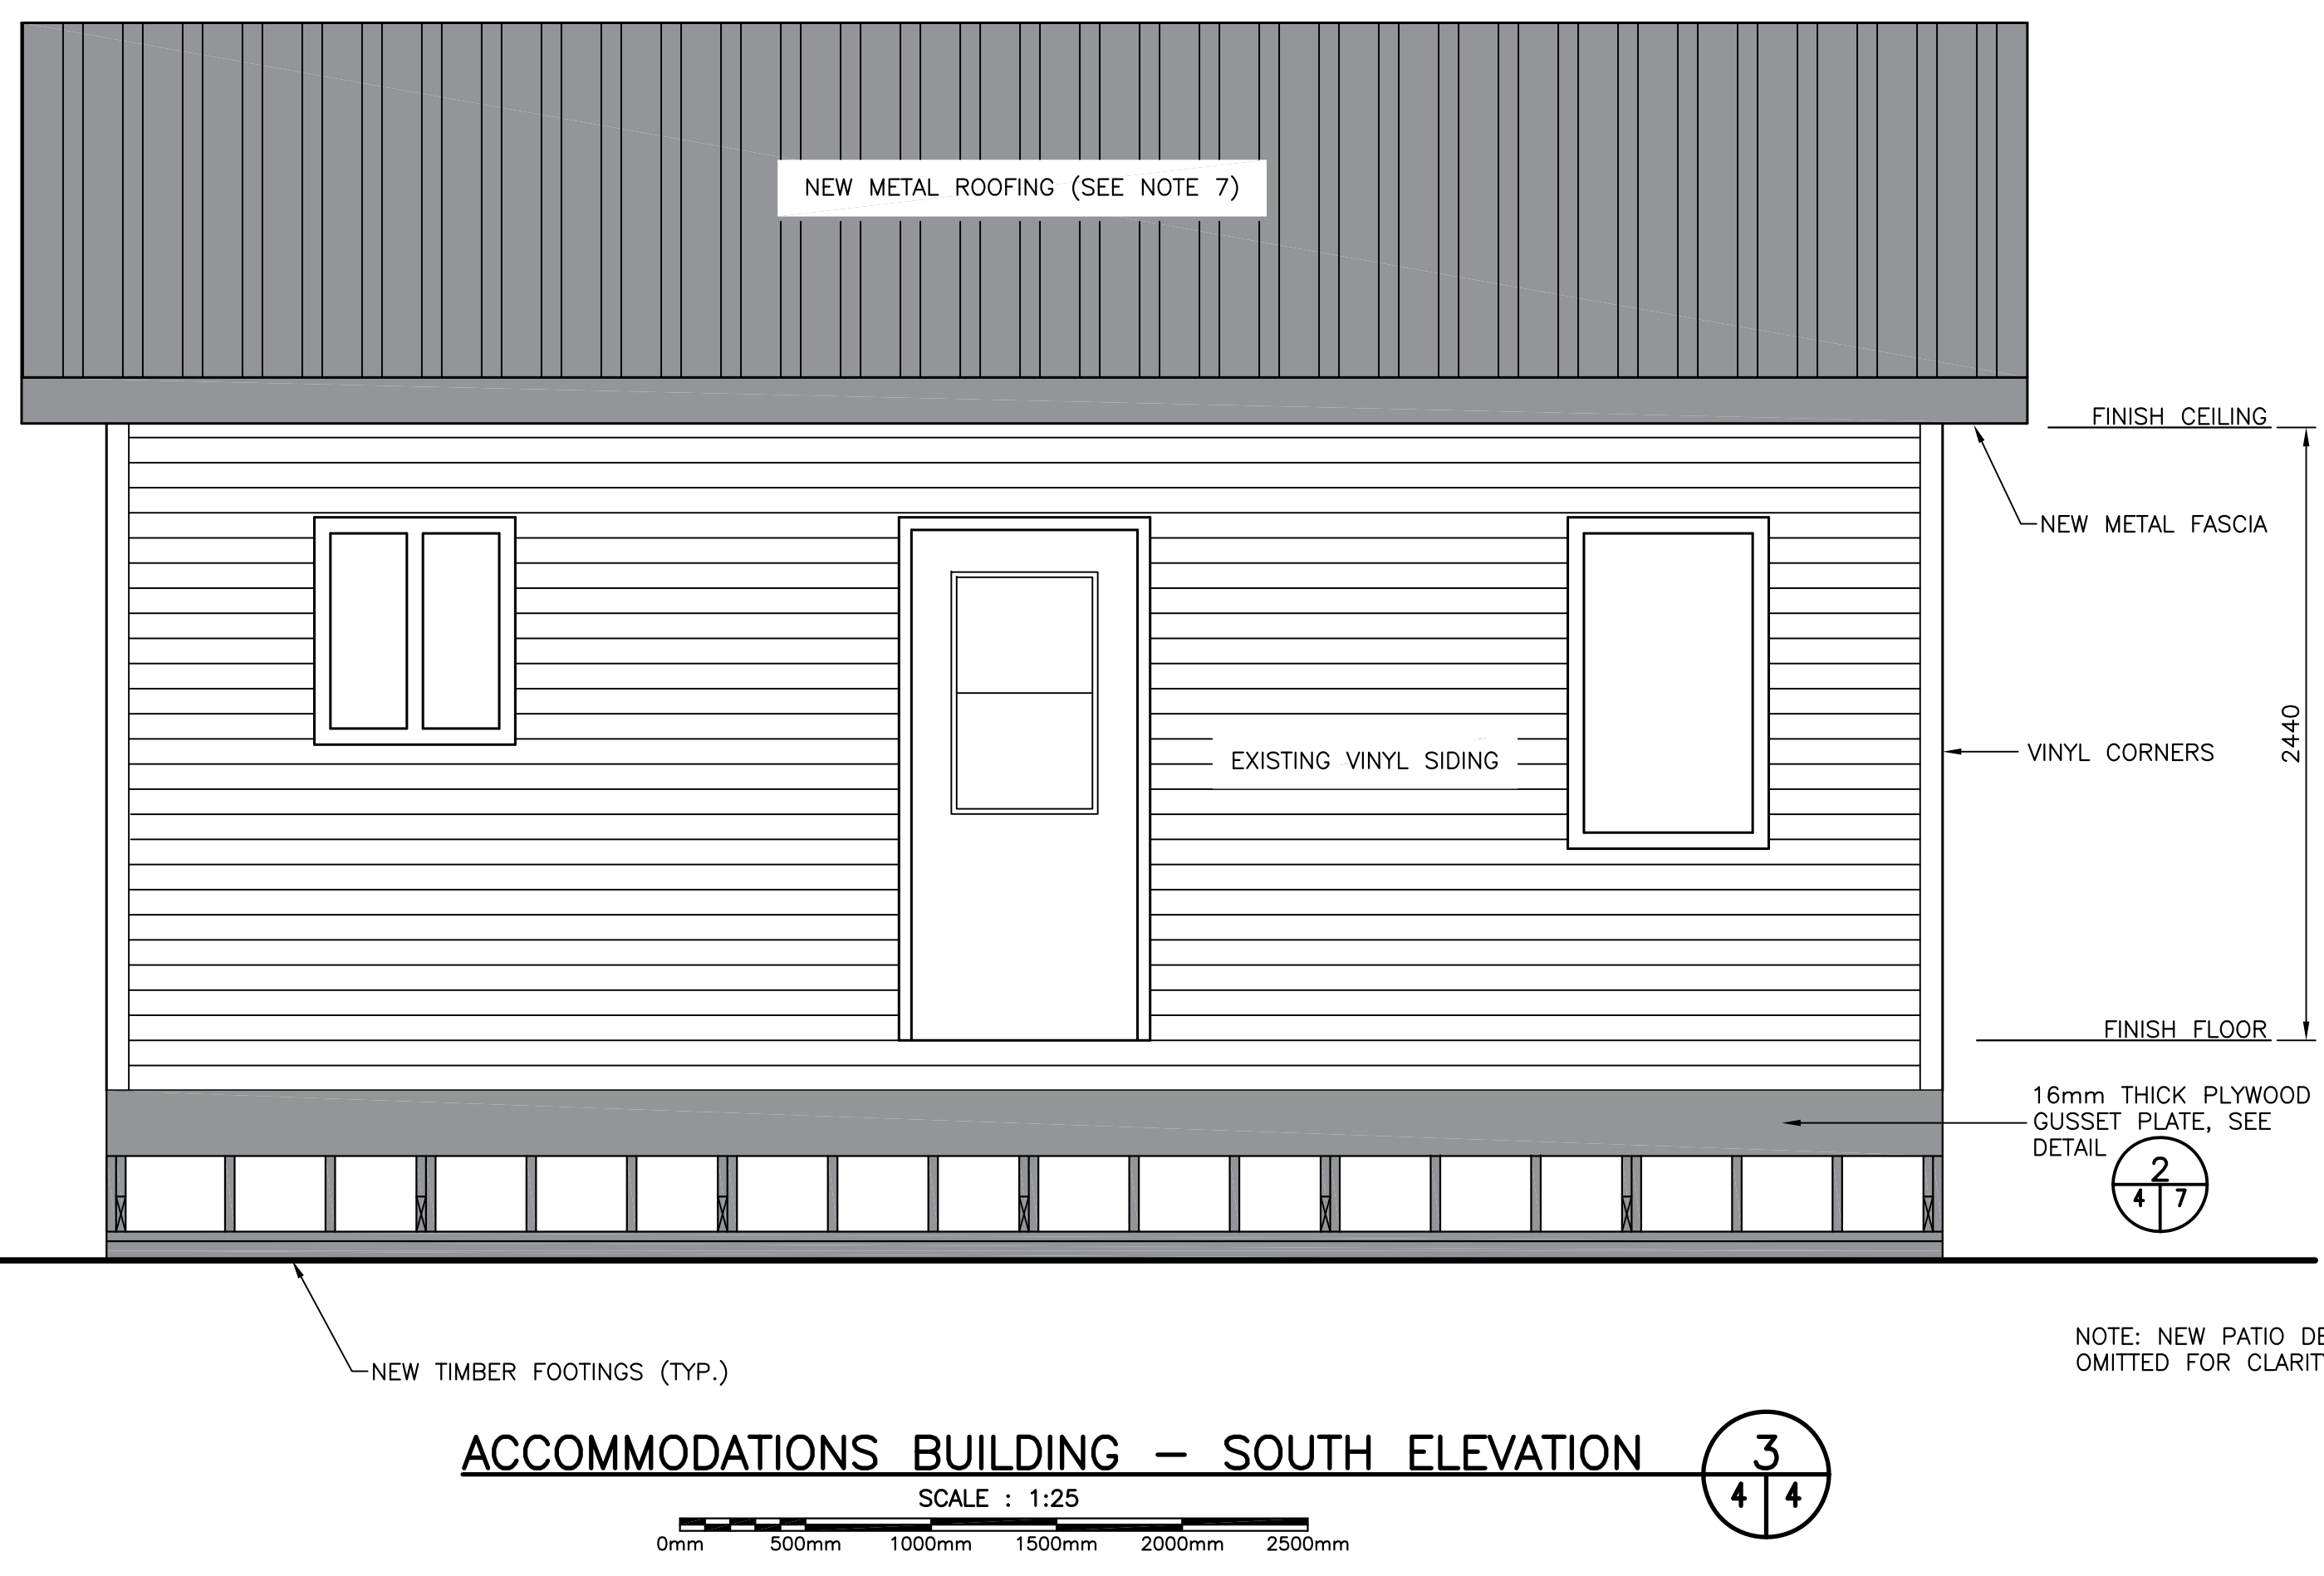 NEW METAL ROOFING (SEE NOTE 7)
FINISH CEILING
NEW METAL FASCIA
2440
VINYL CORNERS
EXISTING VINYL SIDING
FINISH FLOOR
16mm THICK PLYWOOD
GUSSET PLATE, SEE
DETAIL
2
4 7
NOTE: NEW PATIO
OMITTED FOR
NEW TIMBER FOOTINGS (TYP.)
ACCOMMODATIONS BUILDING - SOUTH ELEVATION
3
4 4
SCALE : 1:25
0mm 500mm 1000mm 1500mm 2000mm 2500mm